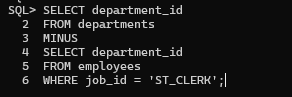 SQL> SELECT department_id
2 FROM departments
3 MINUS
4 SELECT department_id
5 FROM employees
6 WHERE job_id = 'ST_CLERK';